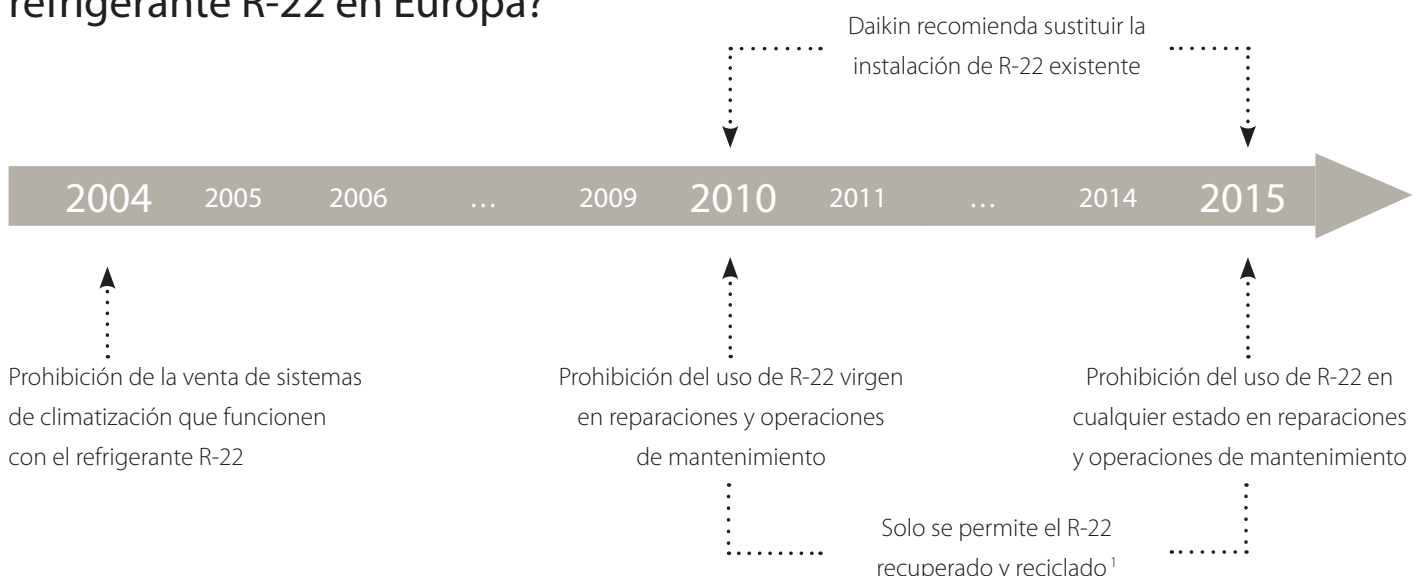 refrigerante R-22 en Europa?
Daikin recomienda sustituir la
instalación de R-22 existente
2004 2005 2006 ... 2009 2010 2011 ... 2014 2015
Prohibición de la venta de sistemas
de climatización que funcionen
con el refrigerante R-22
Prohibición del uso de R-22 virgen
en reparaciones y operaciones
de mantenimiento
Prohibición del uso de R-22 en
cualquier estado en reparaciones
y operaciones de mantenimiento
Solo se permite el R-22
recuperado y reciclado ¹